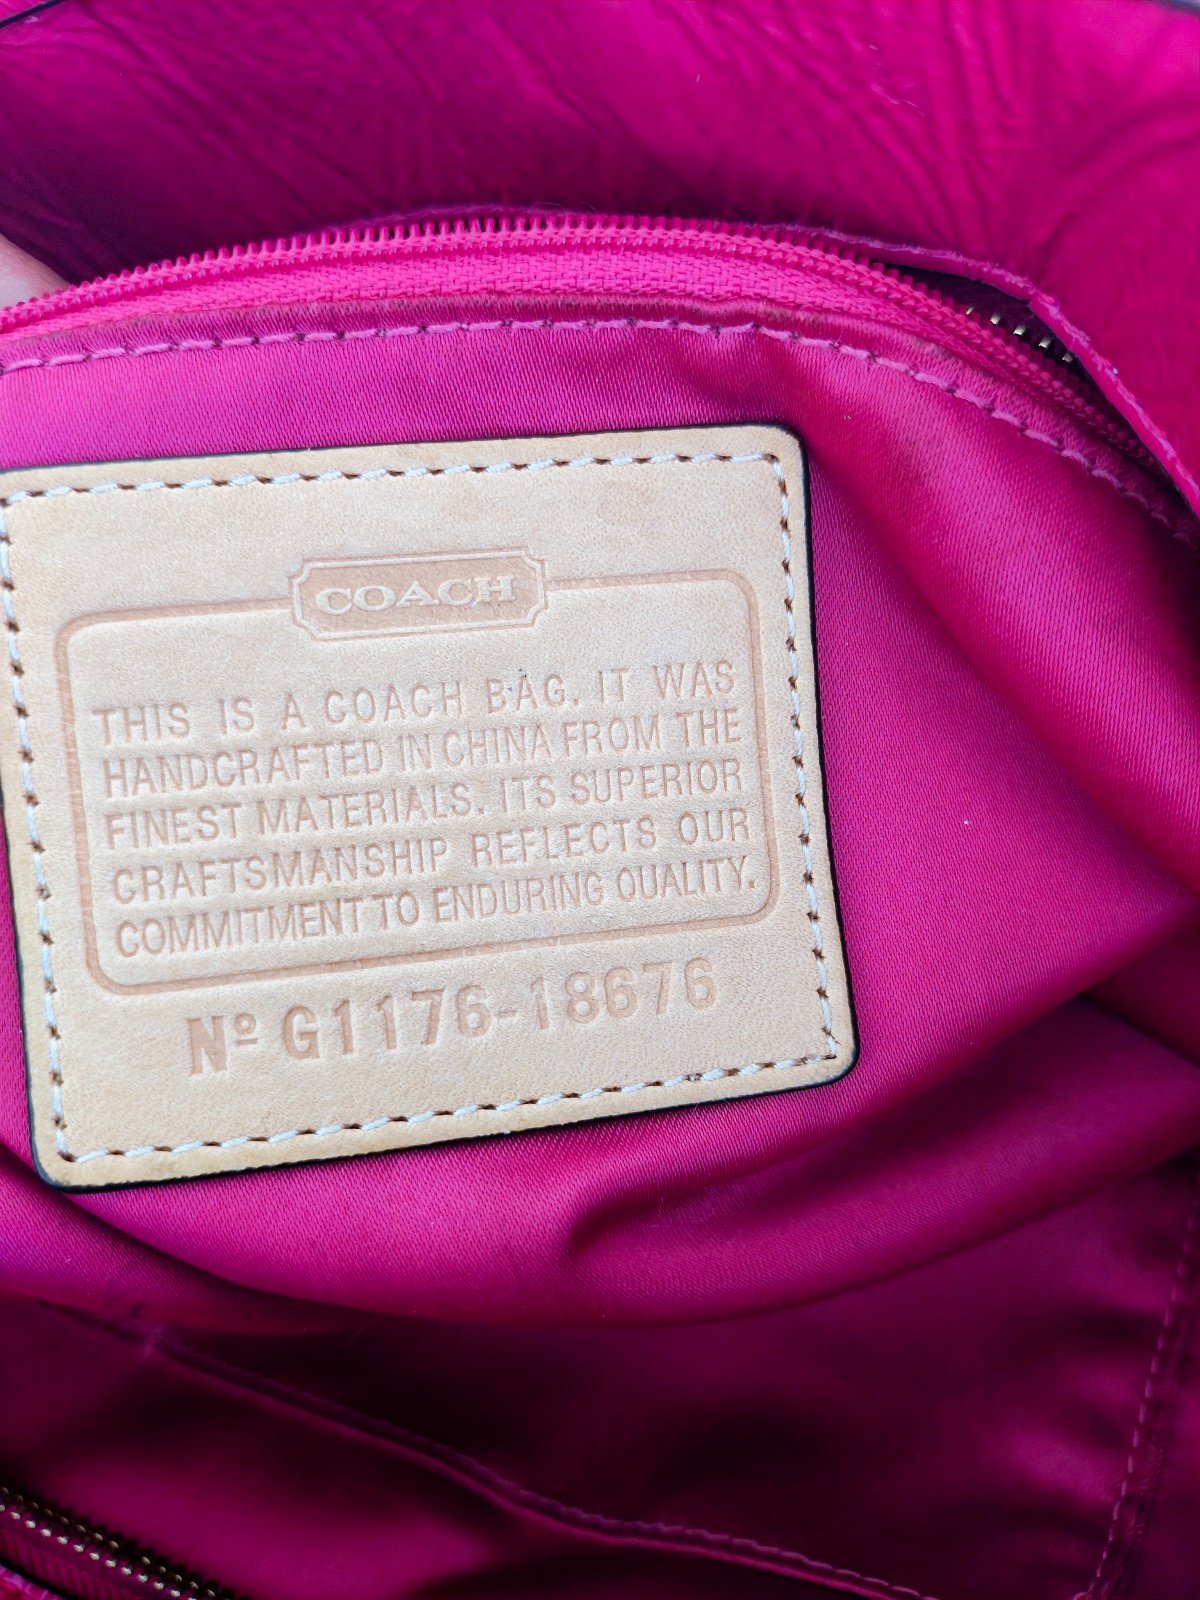 COACH
THIS IS A COACH BAG. IT WAS
HANDCRAFTED IN CHINA FROM THE
FINEST MATERIALS. ITS SUPERIOR
CRAFTSMANSHIP REFLECTS OUR
COMMITMENT TO ENDURING QUALITY.
Nº G1176-18676